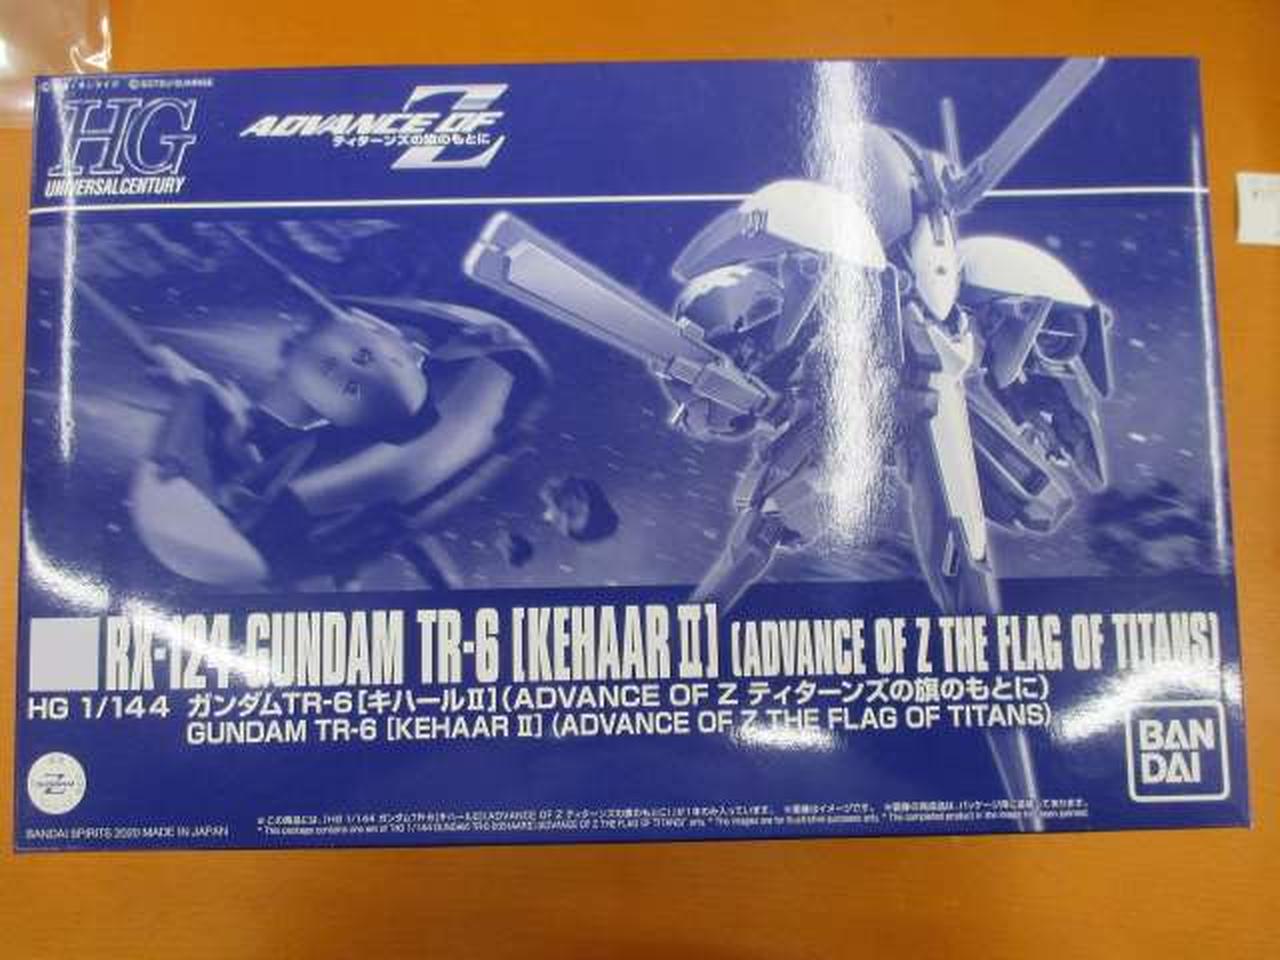 HG
UNIVERSAL CENTURY
ADVANCE OF Z
ティターンズの旗のもとに
RX-124 GUNDAM TR-6 [KEHAAR II] (ADVANCE OF Z THE FLAG OF TITANS)
HG 1/144 ガンダムTR-6[キハールII](ADVANCE OF Z ティターンズの旗のもとに)
GUNDAM TR-6 [KEHAAR II] (ADVANCE OF Z THE FLAG OF TITANS)
BAN
DAI
BANDAI SPIRITS 2020 MADE IN JAPAN